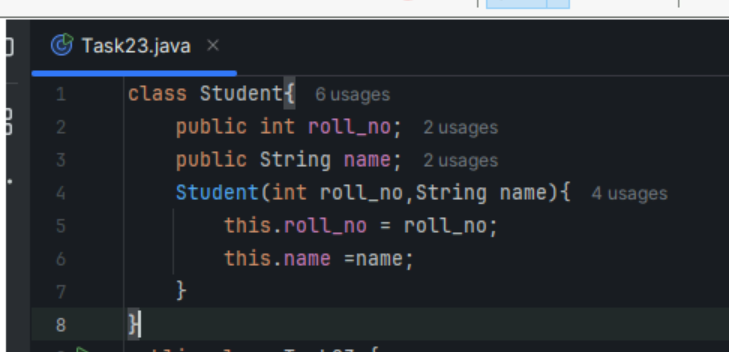 Task23.java ×
1 class Student{ 6 usages
2 public int roll_no; 2 usages
3 public String name; 2 usages
4 Student(int roll_no,String name){ 4 usages
5 this.roll_no = roll_no;
6 this.name =name;
7 }
8 }